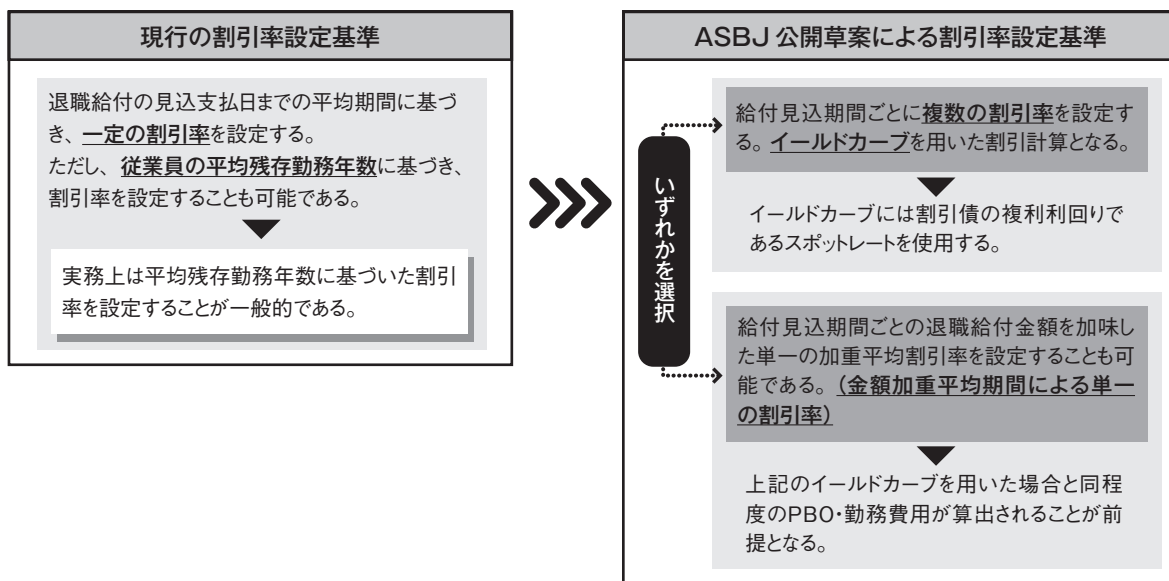 現行の割引率設定基準
退職給付の見込支払日までの平均期間に基づ
き、一定の割引率を設定する。
ただし、従業員の平均残存勤務年数に基づき、
割引率を設定することも可能である。
実務上は平均残存勤務年数に基づいた割引
率を設定することが一般的である。
ASBJ 公開草案による割引率設定基準
いずれかを選択
給付見込期間ごとに複数の割引率を設定す
る。イールドカーブを用いた割引計算となる。
イールドカーブには割引債の複利利回りで
あるスポットレートを使用する。
給付見込期間ごとの退職給付金額を加味し
た単一の加重平均割引率を設定することも可
能である。(金額加重平均期間による単一
の割引率)
上記のイールドカーブを用いた場合と同程
度のPBO・勤務費用が算出されることが前
提となる。